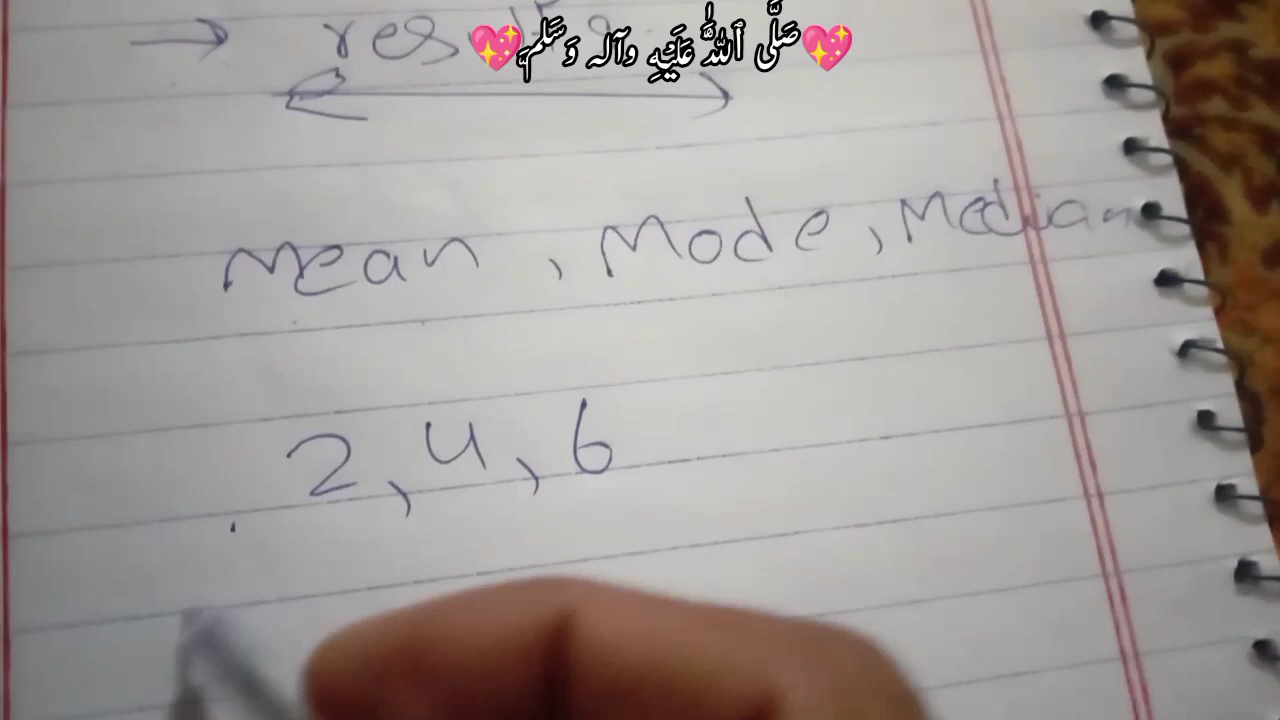 →
صَلَّى ٱللّٰهُ عَلَيْهِ وَآلِہٖ وَسَلَّم
Mean, Mode, Median
2, 4, 6